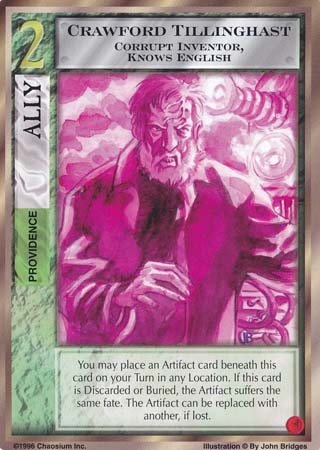 2
Crawford Tillinghast
Corrupt Inventor,
Knows English
ALLY
PROVIDENCE
You may place an Artifact card beneath this
card on your Turn in any Location. If this card
is Discarded or Buried, the Artifact suffers the
same fate. The Artifact can be replaced with
another, if lost.
©1996 Chaosium Inc.
Illustration © By John Bridges